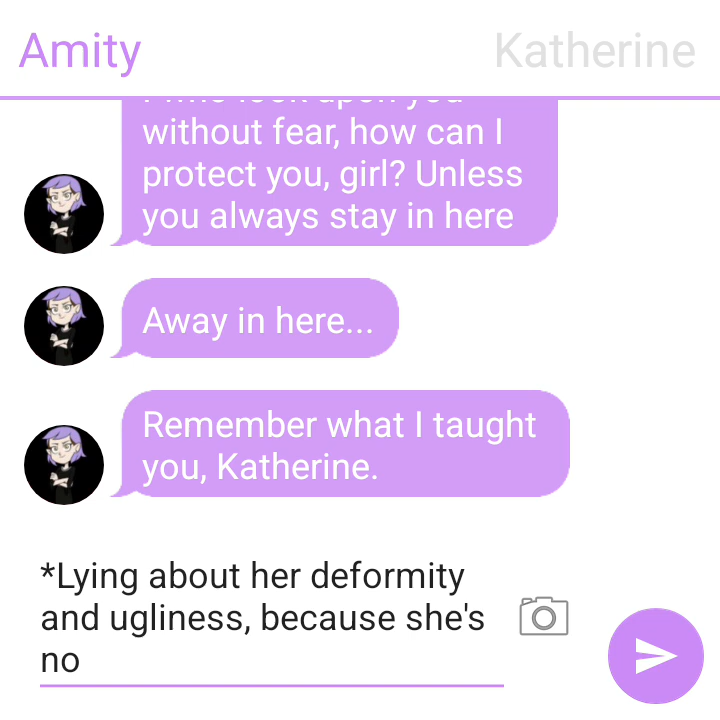 Amity
Katherine
without fear, how can I
protect you, girl? Unless
you always stay in here
Away in here...
Remember what I taught
you, Katherine.
*Lying about her deformity
and ugliness, because she's
no